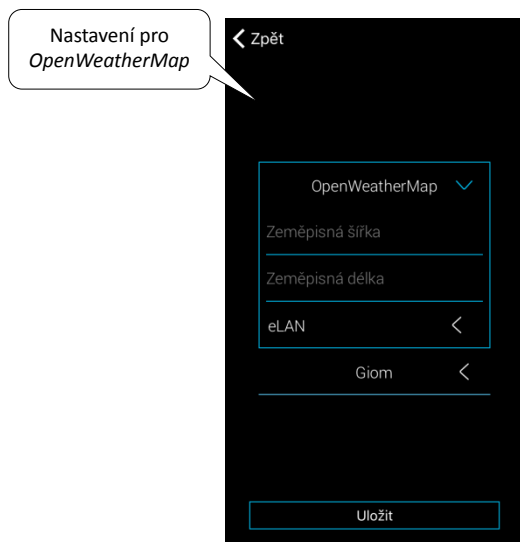 Nastavení pro
OpenWeatherMap
Zpět
OpenWeatherMap
Zeměpisná šířka
Zeměpisná délka
eLAN
Giom
Uložit